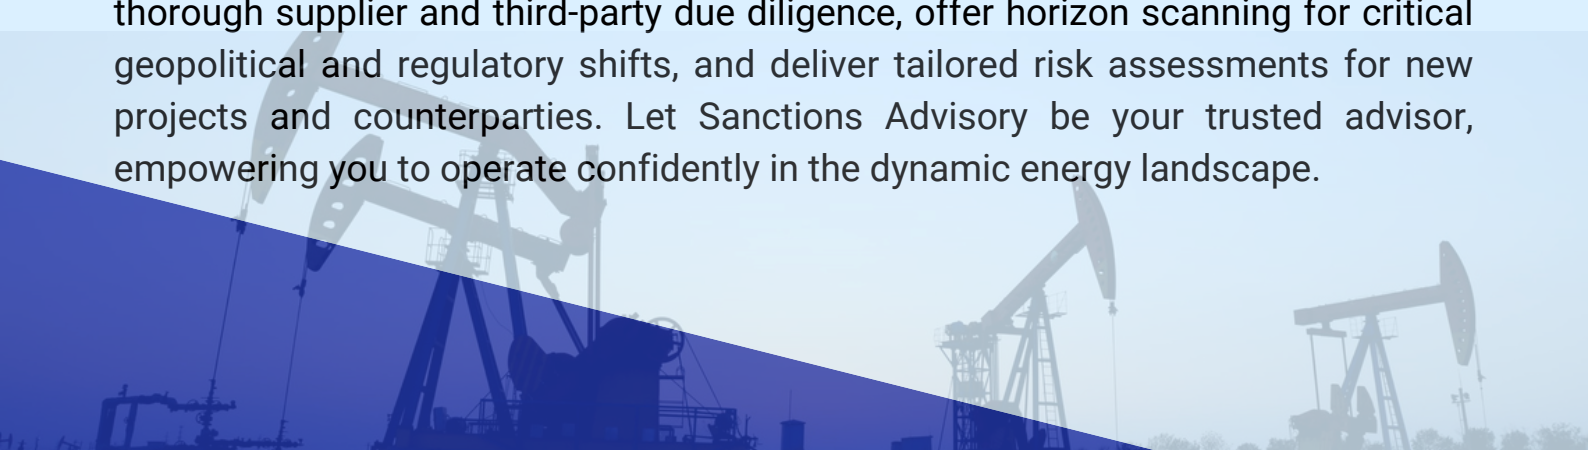 thorough supplier and third-party due diligence, offer horizon scanning for critical
geopolitical and regulatory shifts, and deliver tailored risk assessments for new
projects and counterparties. Let Sanctions Advisory be your trusted advisor,
empowering you to operate confidently in the dynamic energy landscape.